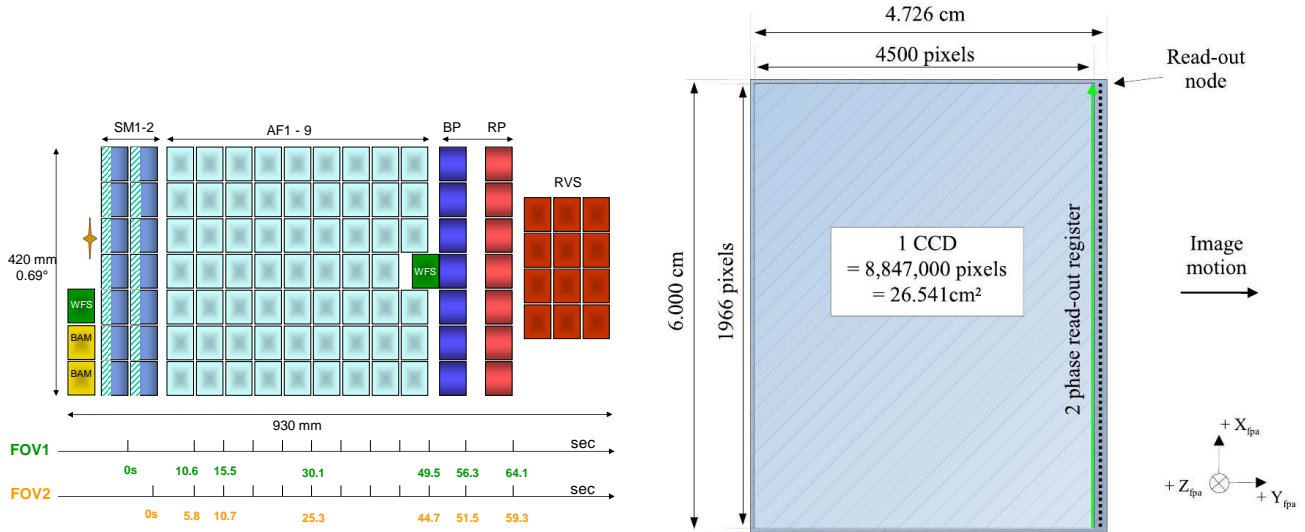 SM1-2
AF1 - 9
BP
RP
RVS
420 mm
0.69°
WFS
WFS
BAM
BAM
930 mm
FOV1
sec
0s
10.6
15.5
30.1
49.5
56.3
64.1
FOV2
sec
0s
5.8
10.7
25.3
44.7
51.5
59.3
4.726 cm
4500 pixels
Read-out
node
6.000 cm
1966 pixels
1 CCD
= 8,847,000 pixels
= 26.541cm²
2 phase read-out register
Image
motion
+ Xfpa
+ Zfpa
+ Yfpa